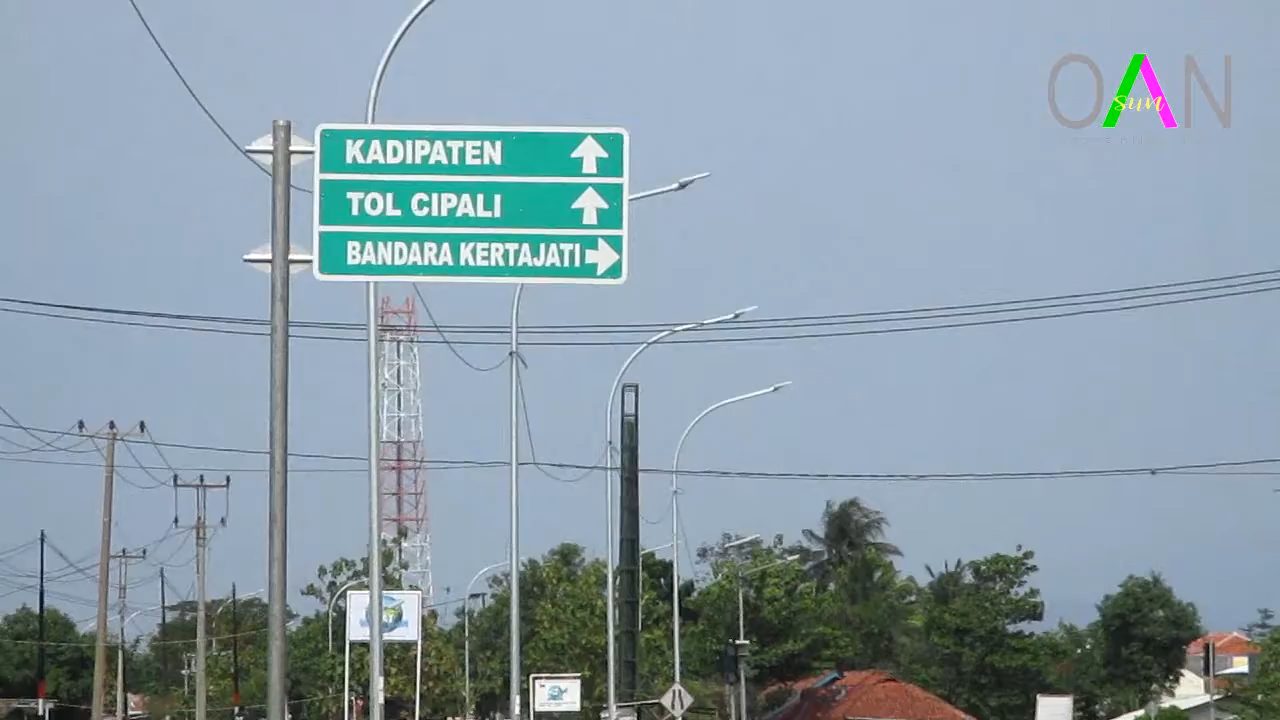 KADIPATEN
TOL CIPALI
BANDARA KERTAJATI
OAN
sun